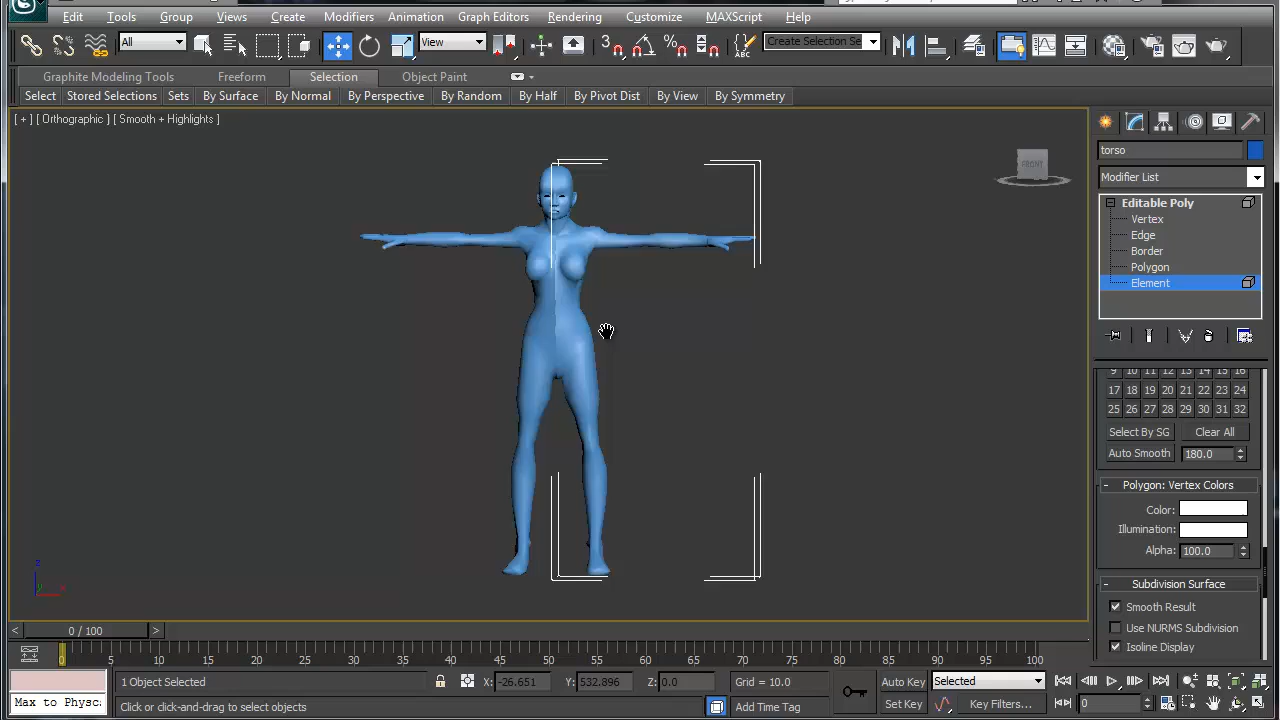 Edit Tools Group Views Create Modifiers Animation Graph Editors Rendering Customize MAXScript Help
All View 3 % ABC Create Selection Se
Graphite Modeling Tools Freeform Selection Object Paint
Select Stored Selections Sets By Surface By Normal By Perspective By Random By Half By Pivot Dist By View By Symmetry
[ + ] [ Orthographic ] [ Smooth + Highlights ]
FRONT
torso
Modifier List
Editable Poly
Vertex
Edge
Border
Polygon
Element
9 10 11 12 13 14 15 16
17 18 19 20 21 22 23 24
25 26 27 28 29 30 31 32
Select By SG Clear All
Auto Smooth 180.0
- Polygon: Vertex Colors
Color:
Illumination:
Alpha: 100.0
- Subdivision Surface
Smooth Result
Use NURMS Subdivision
Isoline Display
z
y x
< 0 / 100 >
0 5 10 15 20 25 30 35 40 45 50 55 60 65 70 75 80 85 90 95 100
1 Object Selected X: -26.651 Y: 532.896 Z: 0.0 Grid = 10.0 Auto Key Selected
Max to Physc. Click or click-and-drag to select objects Add Time Tag Set Key Key Filters... 0